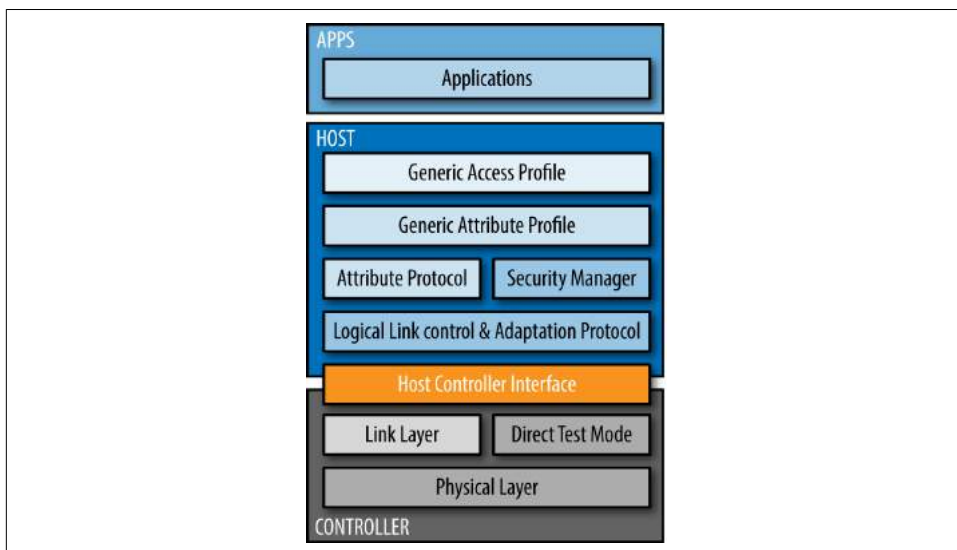 APPS
Applications
HOST
Generic Access Profile
Generic Attribute Profile
Attribute Protocol
Security Manager
Logical Link control & Adaptation Protocol
Host Controller Interface
Link Layer
Direct Test Mode
Physical Layer
CONTROLLER